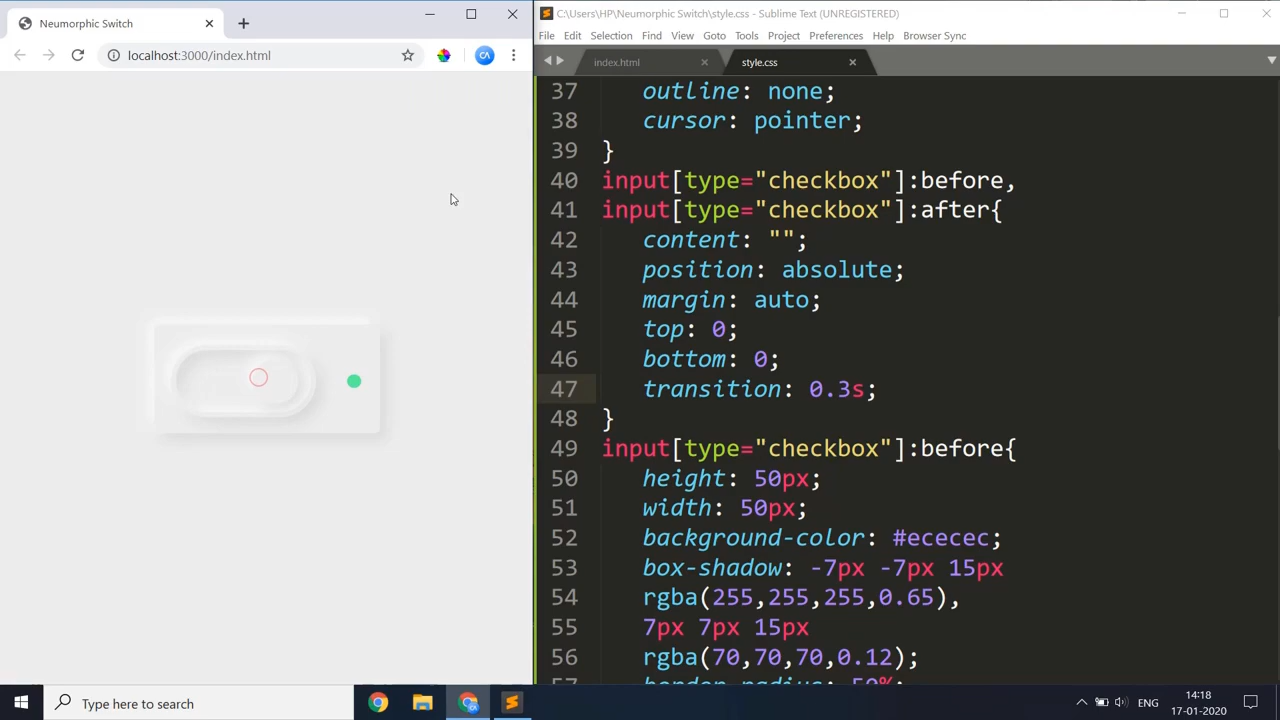 Neumorphic Switch
localhost:3000/index.html
C:\Users\HP\Neumorphic Switch\style.css - Sublime Text (UNREGISTERED)
File Edit Selection Find View Goto Tools Project Preferences Help Browser Sync
index.html
style.css
37 outline: none;
38 cursor: pointer;
39 }
40 input[type="checkbox"]:before,
41 input[type="checkbox"]:after{
42 content: "";
43 position: absolute;
44 margin: auto;
45 top: 0;
46 bottom: 0;
47 transition: 0.3s;
48 }
49 input[type="checkbox"]:before{
50 height: 50px;
51 width: 50px;
52 background-color: #ececec;
53 box-shadow: -7px -7px 15px
54 rgba(255,255,255,0.65),
55 7px 7px 15px
56 rgba(70,70,70,0.12);
57 border-radius: 50%;
Type here to search
ENG
14:18
17-01-2020